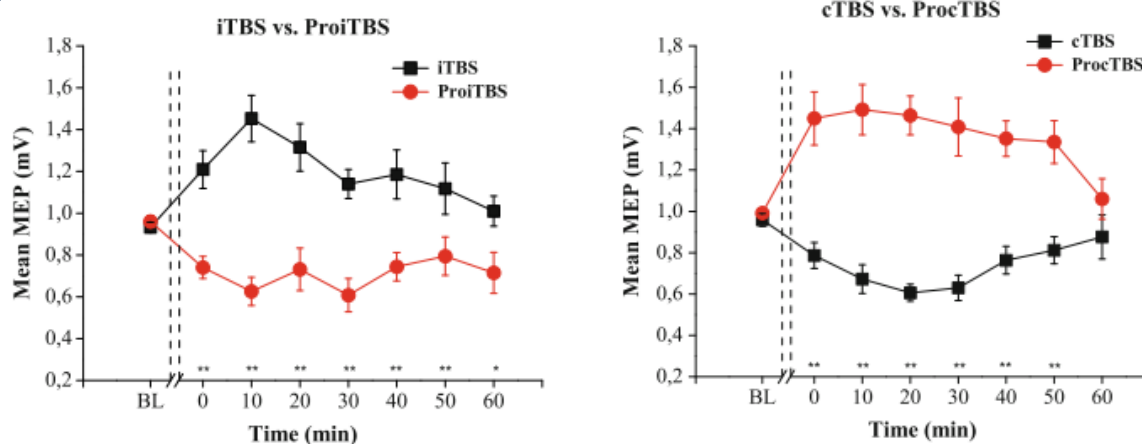 iTBS vs. ProiTBS
iTBS
ProiTBS
Mean MEP (mV)
1,8
1,6
1,4
1,2
1,0
0,8
0,6
0,4
0,2
** ** ** ** ** ** *
BL 0 10 20 30 40 50 60
Time (min)
cTBS vs. ProcTBS
cTBS
ProcTBS
Mean MEP (mV)
1,8
1,6
1,4
1,2
1,0
0,8
0,6
0,4
0,2
** ** ** ** ** **
BL 0 10 20 30 40 50 60
Time (min)